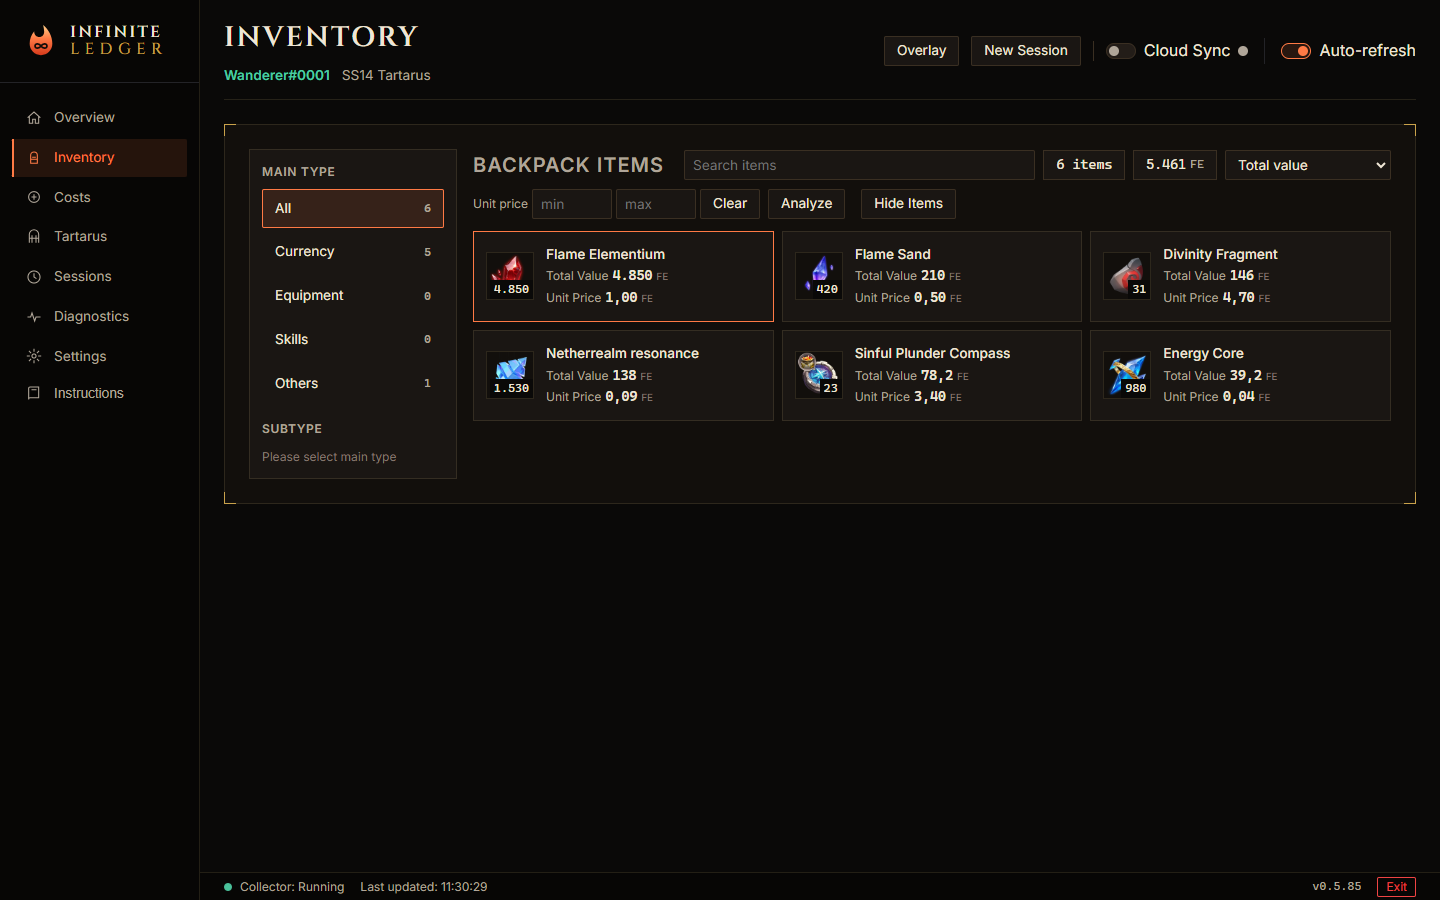 INFINITE
LEDGER
Overview
Inventory
Costs
Tartarus
Sessions
Diagnostics
Settings
Instructions
INVENTORY
Wanderer#0001 SS14 Tartarus
Overlay
New Session
Cloud Sync
Auto-refresh
MAIN TYPE
All 6
Currency 5
Equipment 0
Skills 0
Others 1
SUBTYPE
Please select main type
BACKPACK ITEMS
Search items
6 items
5.461 FE
Total value
Unit price
min
max
Clear
Analyze
Hide Items
4.850
Flame Elementium
Total Value 4.850 FE
Unit Price 1,00 FE
420
Flame Sand
Total Value 210 FE
Unit Price 0,50 FE
31
Divinity Fragment
Total Value 146 FE
Unit Price 4,70 FE
1.530
Netherrealm resonance
Total Value 138 FE
Unit Price 0,09 FE
23
Sinful Plunder Compass
Total Value 78,2 FE
Unit Price 3,40 FE
980
Energy Core
Total Value 39,2 FE
Unit Price 0,04 FE
Collector: Running
Last updated: 11:30:29
v0.5.85
Exit